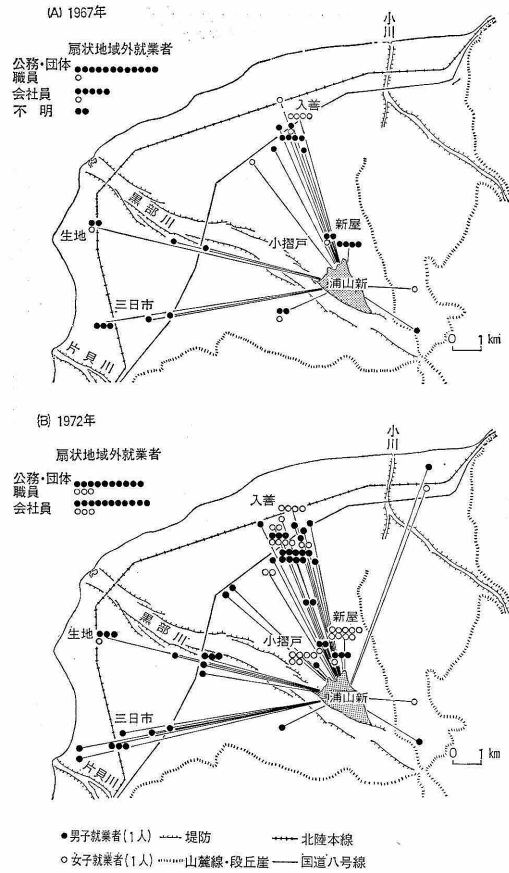 (A) 1967年
扇状地域外就業者
公務・団体
職員
会社員
不明
小川
入善
黒部川
生地
小摺戸
新屋
浦山新
三日市
片貝川
0 1 km
(B) 1972年
扇状地域外就業者
公務・団体
職員
会社員
小川
入善
黒部川
生地
小摺戸
新屋
浦山新
三日市
片貝川
0 1 km
●男子就業者(1人) 堤防 北陸本線
○女子就業者(1人) 山麓線・段丘崖 国道八号線